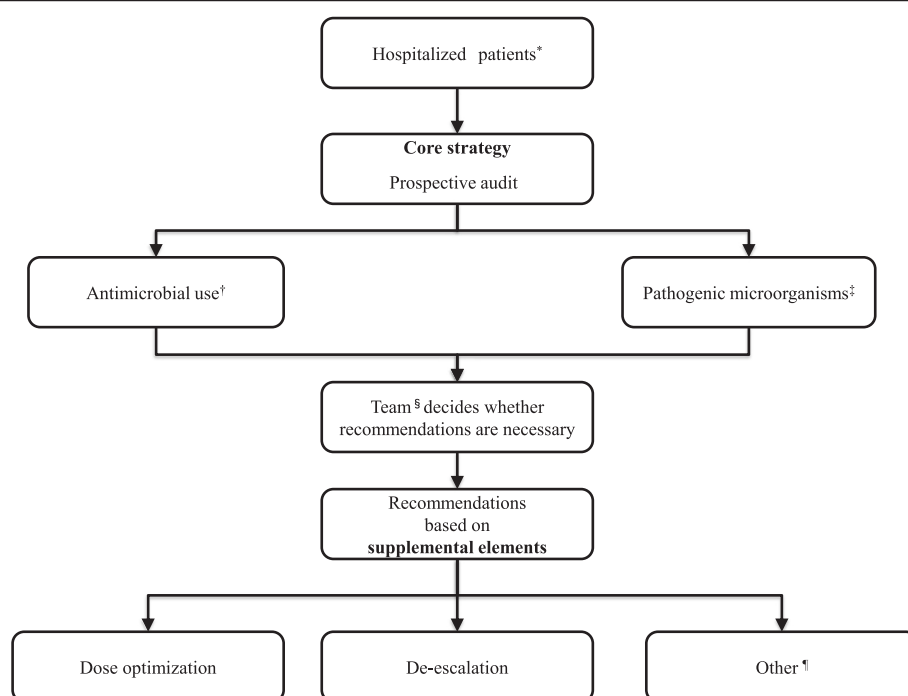 Hospitalized patients*
Core strategy
Prospective audit
Antimicrobial use†
Pathogenic microorganisms‡
Team§ decides whether
recommendations are necessary
Recommendations
based on
supplemental elements
Dose optimization
De-escalation
Other¶